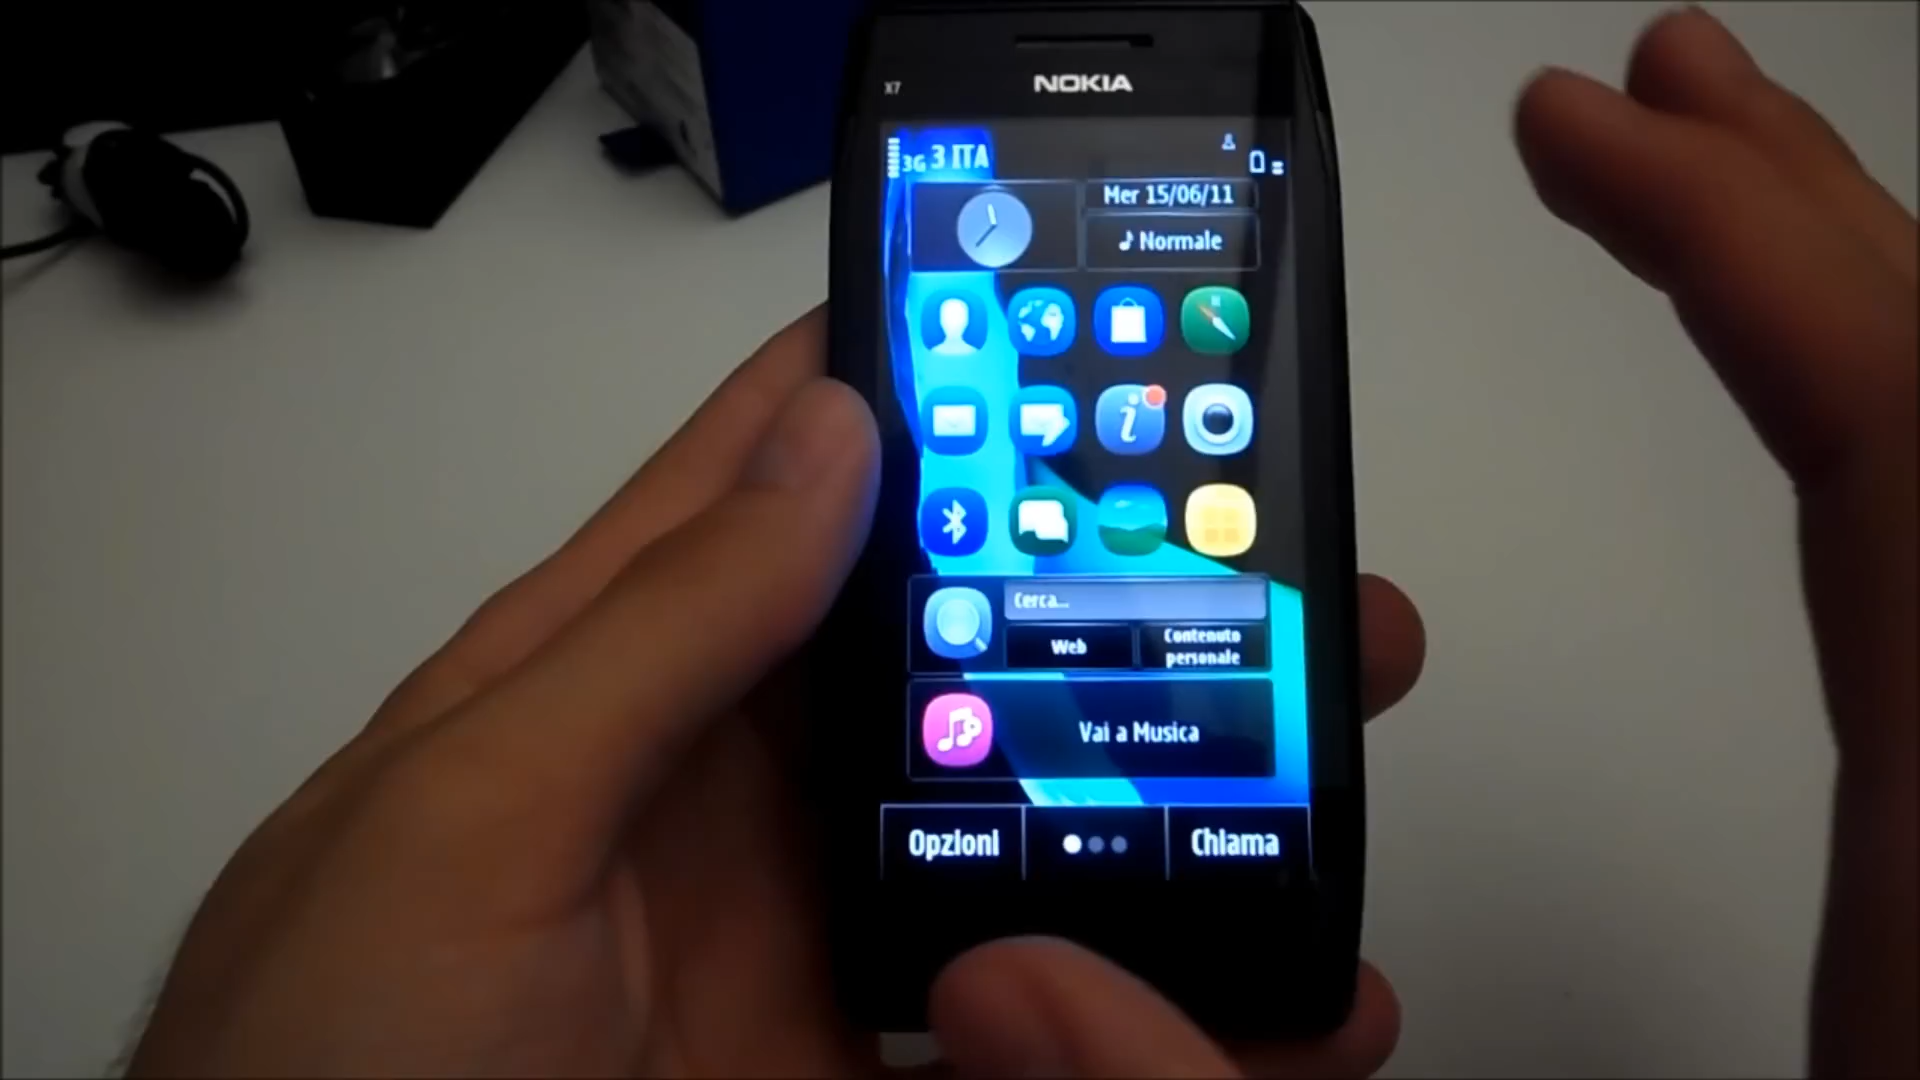 X7
NOKIA
3G 3 ITA
Mer 15/06/11
Normale
Cerca...
Web
Contenuto
personale
Vai a Musica
Opzioni
Chiama